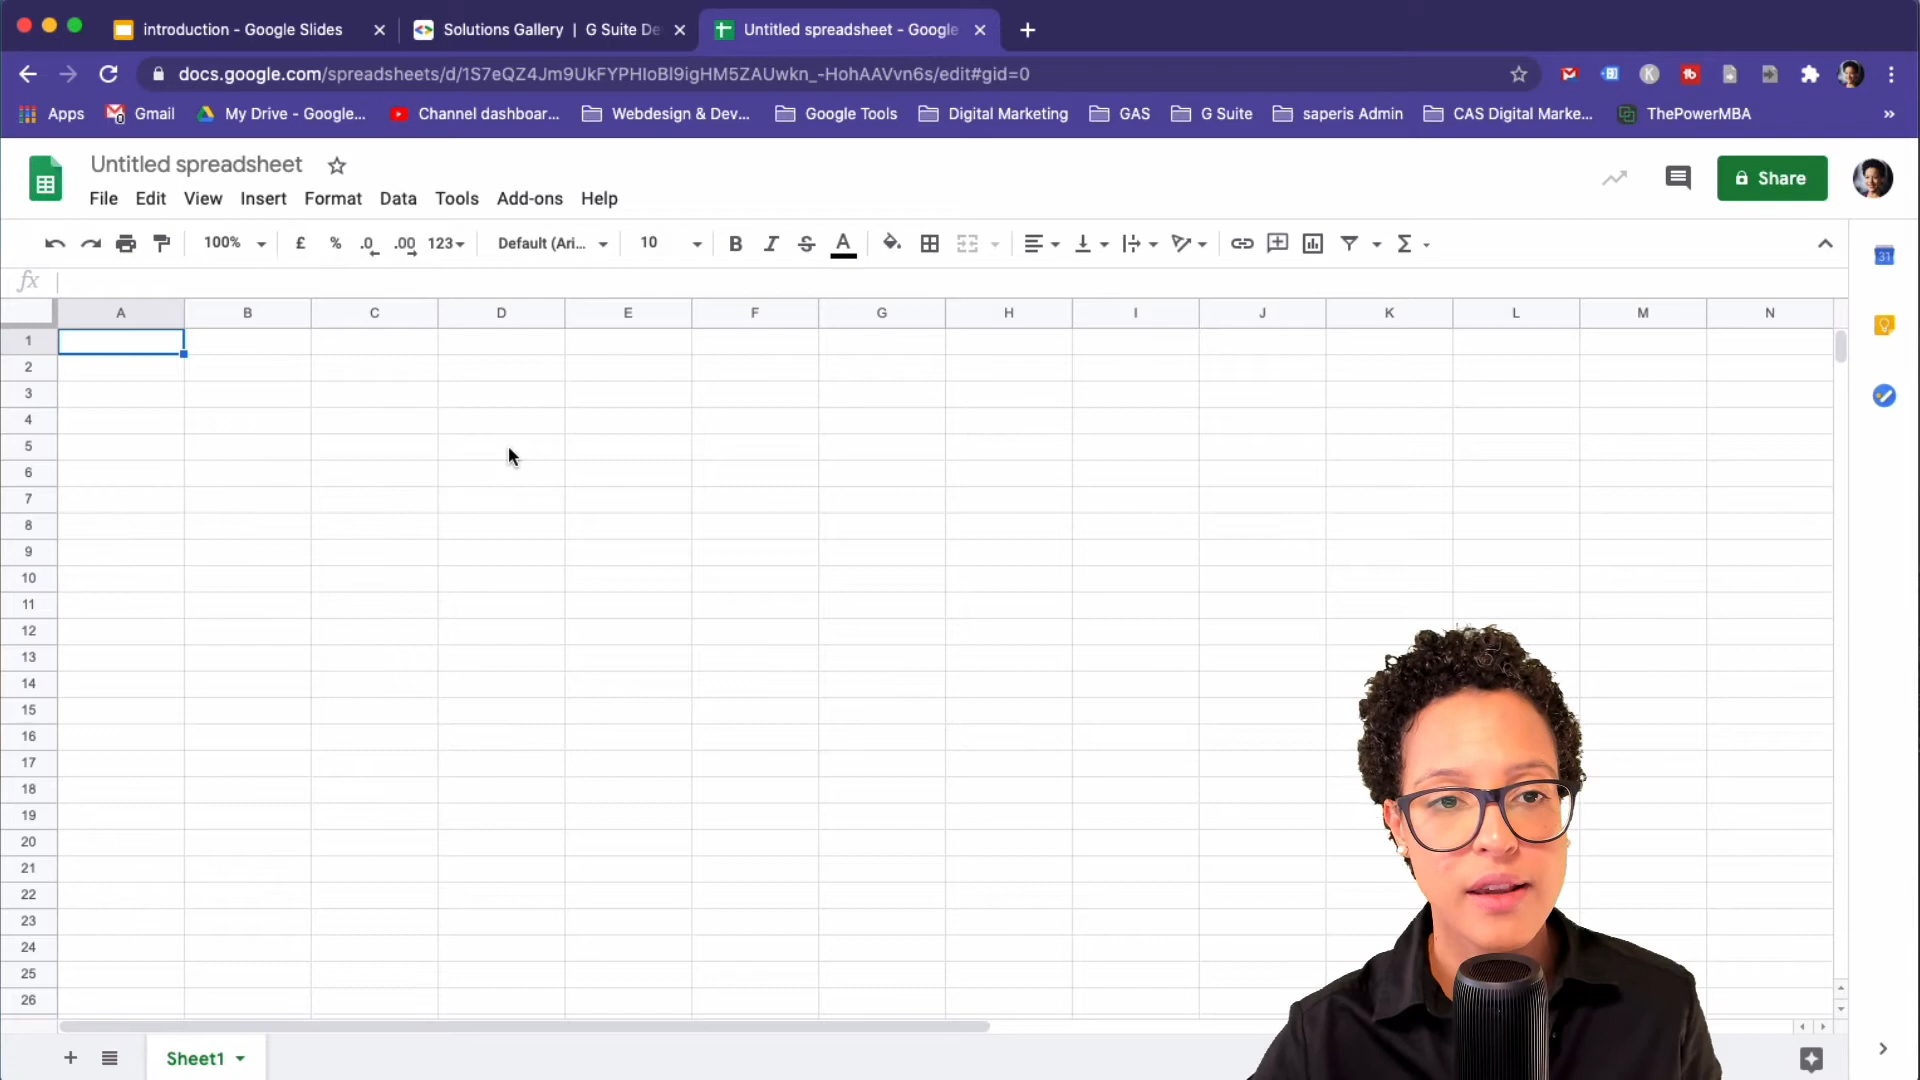 introduction - Google Slides
Solutions Gallery | G Suite De
Untitled spreadsheet - Google
docs.google.com/spreadsheets/d/1S7eQZ4Jm9UkFYPHIoBI9igHM5ZAUwkn_-HohAAVvn6s/edit#gid=0
Apps Gmail My Drive - Google... Channel dashboar... Webdesign & Dev... Google Tools Digital Marketing GAS G Suite saperis Admin CAS Digital Marke... ThePowerMBA »
Untitled spreadsheet
File Edit View Insert Format Data Tools Add-ons Help
Share
100% £ % .0 .00 123 Default (Ari... 10 B I S A Σ
31
fx
A B C D E F G H I J K L M N
1
2
3
4
5
6
7
8
9
10
11
12
13
14
15
16
17
18
19
20
21
22
23
24
25
26
+ Sheet1